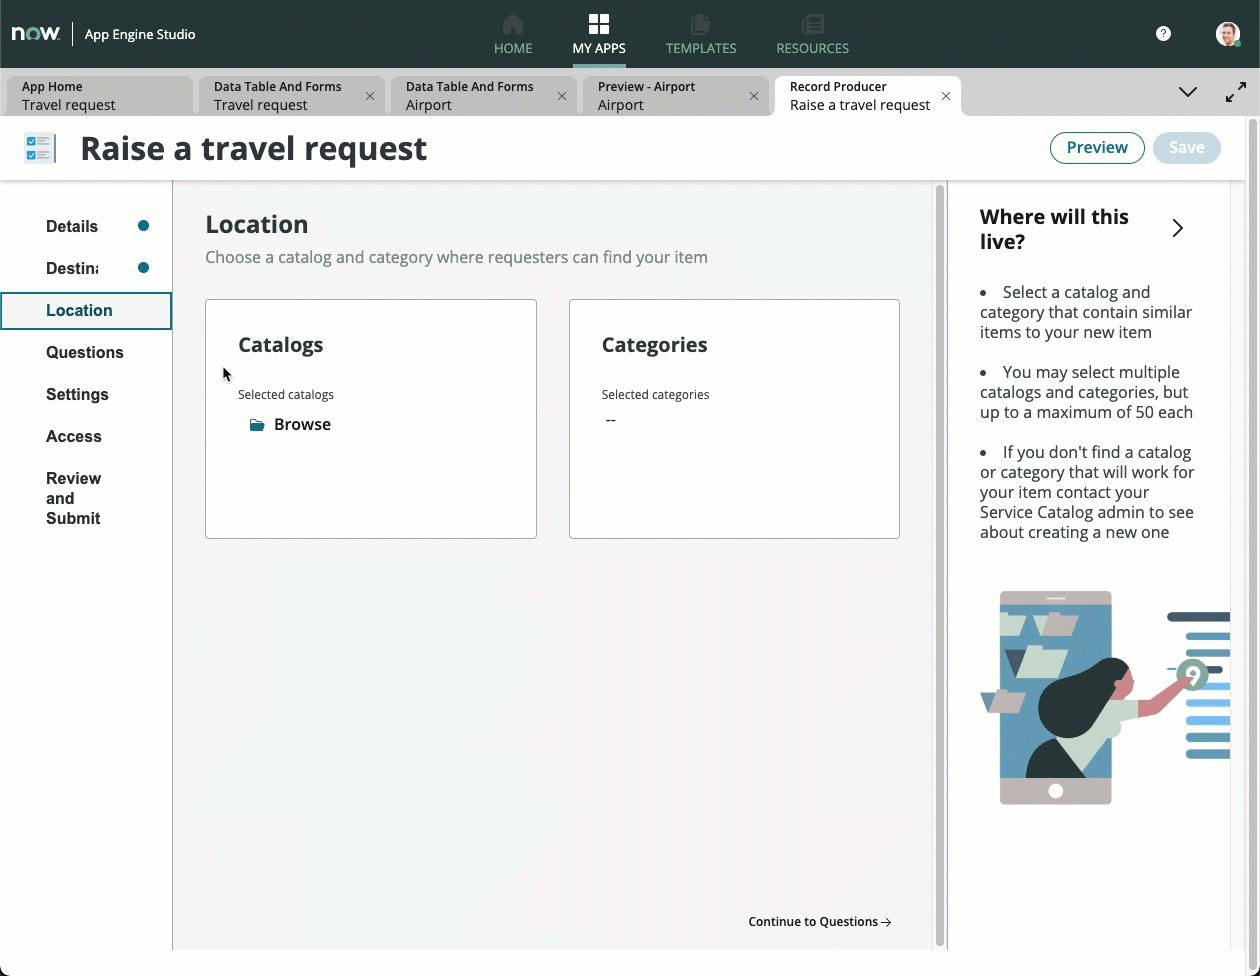 now
App Engine Studio
HOME
MY APPS
TEMPLATES
RESOURCES
?
App Home
Travel request
Data Table And Forms
Travel request
Data Table And Forms
Airport
Preview - Airport
Airport
Record Producer
Raise a travel request
Raise a travel request
Preview
Save
Details
Destina
Location
Questions
Settings
Access
Review
and
Submit
Location
Choose a catalog and category where requesters can find your item
Catalogs
Selected catalogs
Browse
Categories
Selected categories
--
Continue to Questions
Where will this
live?
• Select a catalog and
category that contain similar
items to your new item
• You may select multiple
catalogs and categories, but
up to a maximum of 50 each
• If you don't find a catalog
or category that will work for
your item contact your
Service Catalog admin to see
about creating a new one